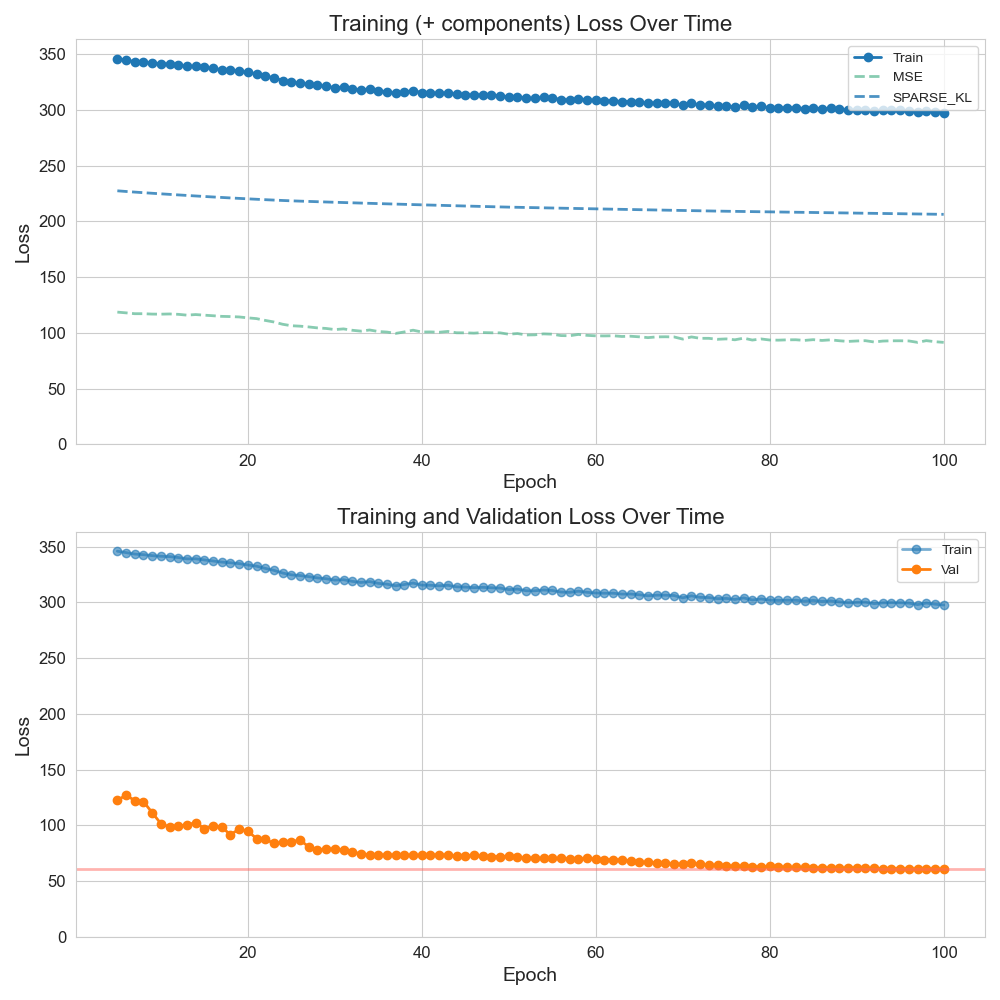 Training (+ components) Loss Over Time
350
300
250
200
150
100
50
0
Loss
Train
MSE
SPARSE_KL
20
40
60
80
100
Epoch
Training and Validation Loss Over Time
350
300
250
200
150
100
50
0
Loss
Train
Val
20
40
60
80
100
Epoch